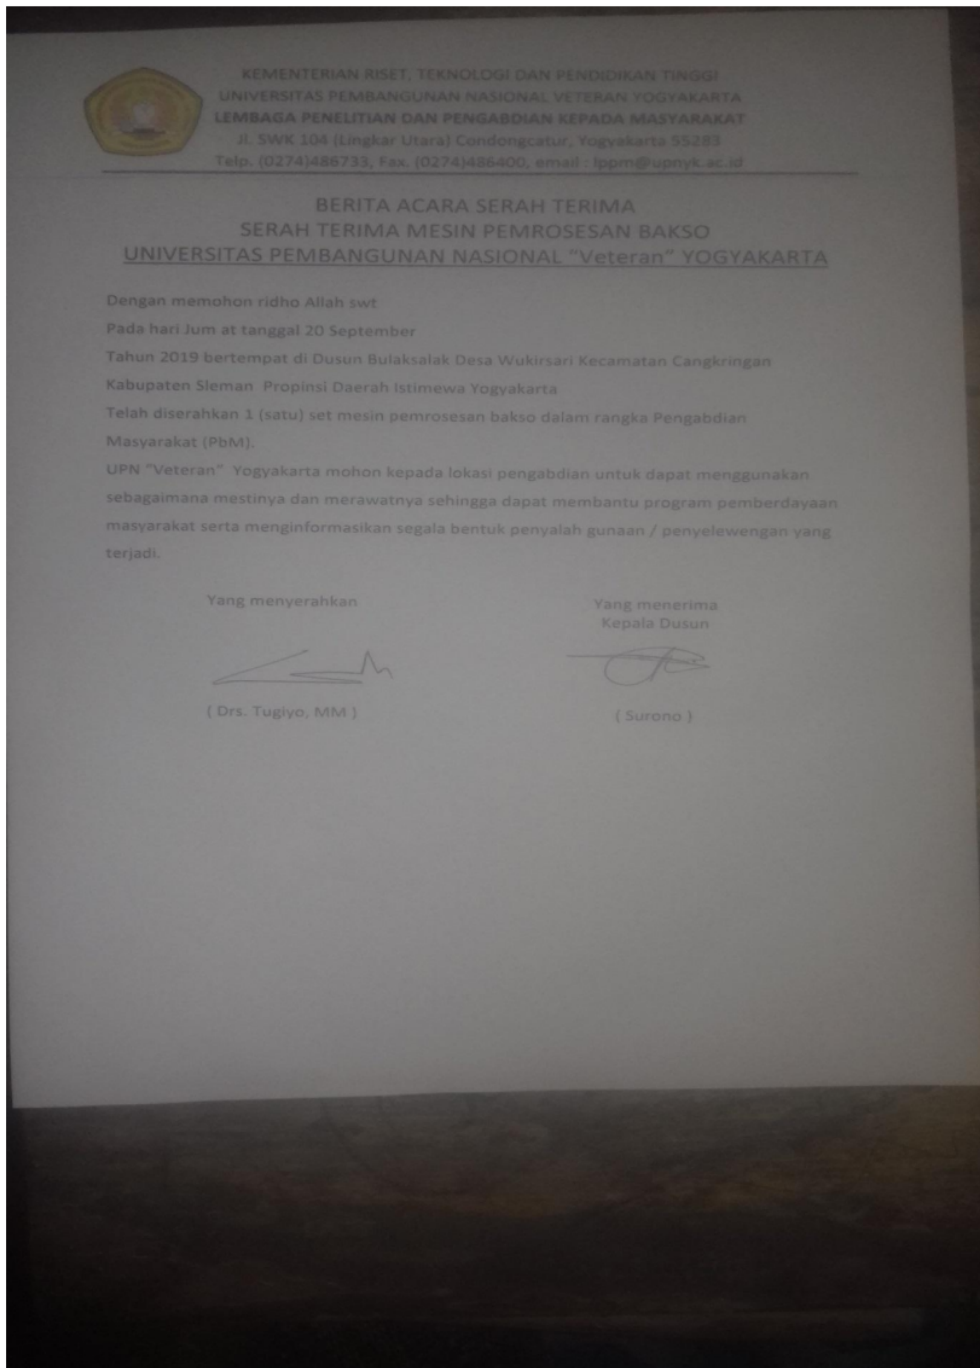 KEMENTERIAN RISET, TEKNOLOGI DAN PENDIDIKAN TINGGI
UNIVERSITAS PEMBANGUNAN NASIONAL VETERAN YOGYAKARTA
LEMBAGA PENELITIAN DAN PENGABDIAN KEPADA MASYARAKAT
Jl. SWK 104 (Lingkar Utara) Condongcatur, Yogyakarta 55283
Telp. (0274)486733, Fax. (0274)486400, email : lppm@upnyk.ac.id
BERITA ACARA SERAH TERIMA
SERAH TERIMA MESIN PEMROSESAN BAKSO
UNIVERSITAS PEMBANGUNAN NASIONAL "Veteran" YOGYAKARTA
Dengan memohon ridho Allah swt
Pada hari Jum at tanggal 20 September
Tahun 2019 bertempat di Dusun Bulaksalak Desa Wukirsari Kecamatan Cangkringan
Kabupaten Sleman Propinsi Daerah Istimewa Yogyakarta
Telah diserahkan 1 (satu) set mesin pemrosesan bakso dalam rangka Pengabdian
Masyarakat (PbM).
UPN "Veteran" Yogyakarta mohon kepada lokasi pengabdian untuk dapat menggunakan
sebagaimana mestinya dan merawatnya sehingga dapat membantu program pemberdayaan
masyarakat serta menginformasikan segala bentuk penyalah gunaan / penyelewengan yang
terjadi.
Yang menyerahkan
( Drs. Tugiyo, MM )
Yang menerima
Kepala Dusun
( Surono )